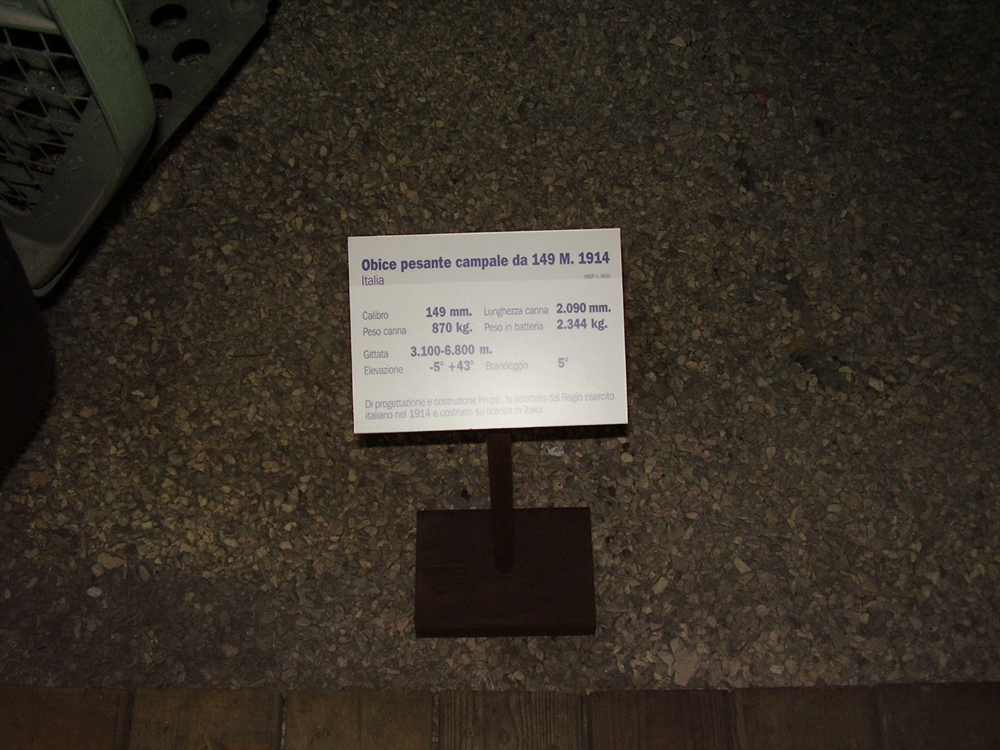 Obice pesante campale da 149 M. 1914
Italia
Calibro 149 mm. Lunghezza canna 2.090 mm.
Peso canna 870 kg. Peso in batteria 2.344 kg.
Gittata 3.100-6.800 m.
Elevazione -5° +43° Brandeggio 5°
Di progettazione e costruzione Krupp, fu adottato dal Regio esercito
italiano nel 1914 e costruito su licenza in Italia.